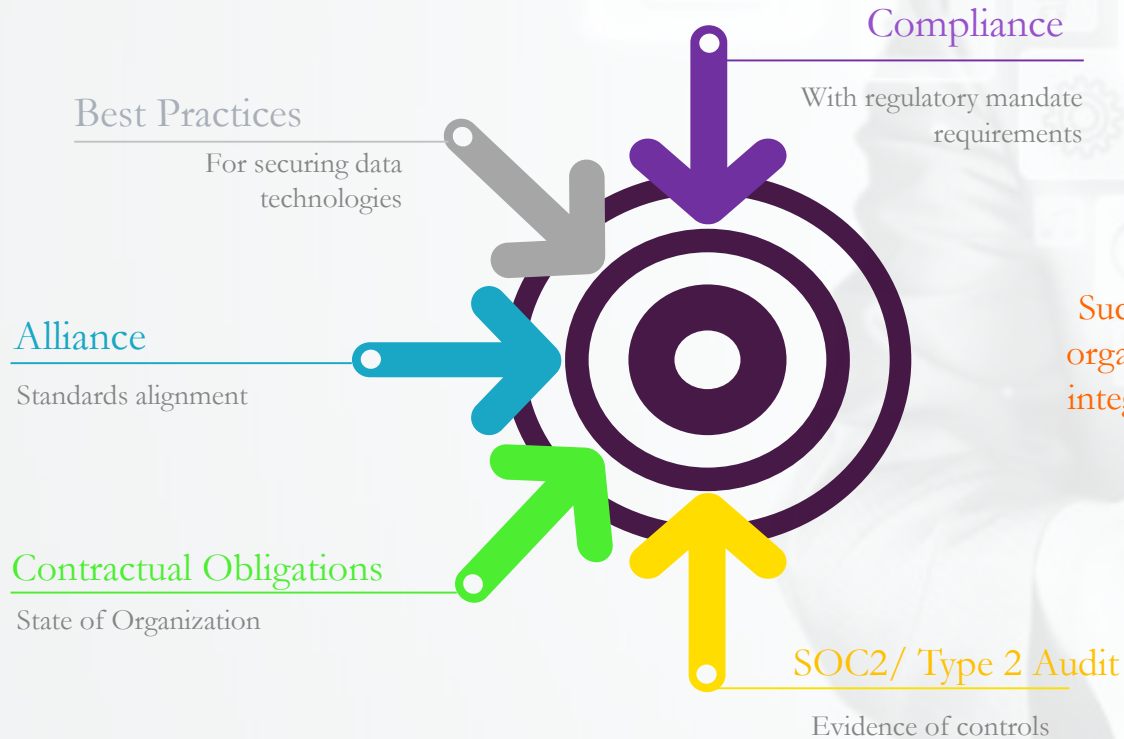 Compliance
With regulatory mandate
requirements
Best Practices
For securing data
technologies
Alliance
Standards alignment
Contractual Obligations
State of Organization
SOC2/ Type 2 Audit
Evidence of controls